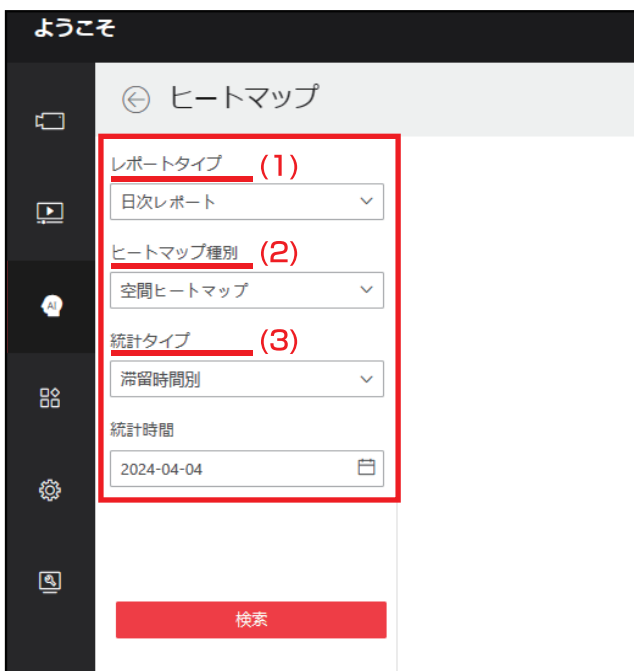 ようこそ
ヒートマップ
レポートタイプ (1)
日次レポート
ヒートマップ種別 (2)
空間ヒートマップ
AI
統計タイプ (3)
滞留時間別
統計時間
2024-04-04
検索